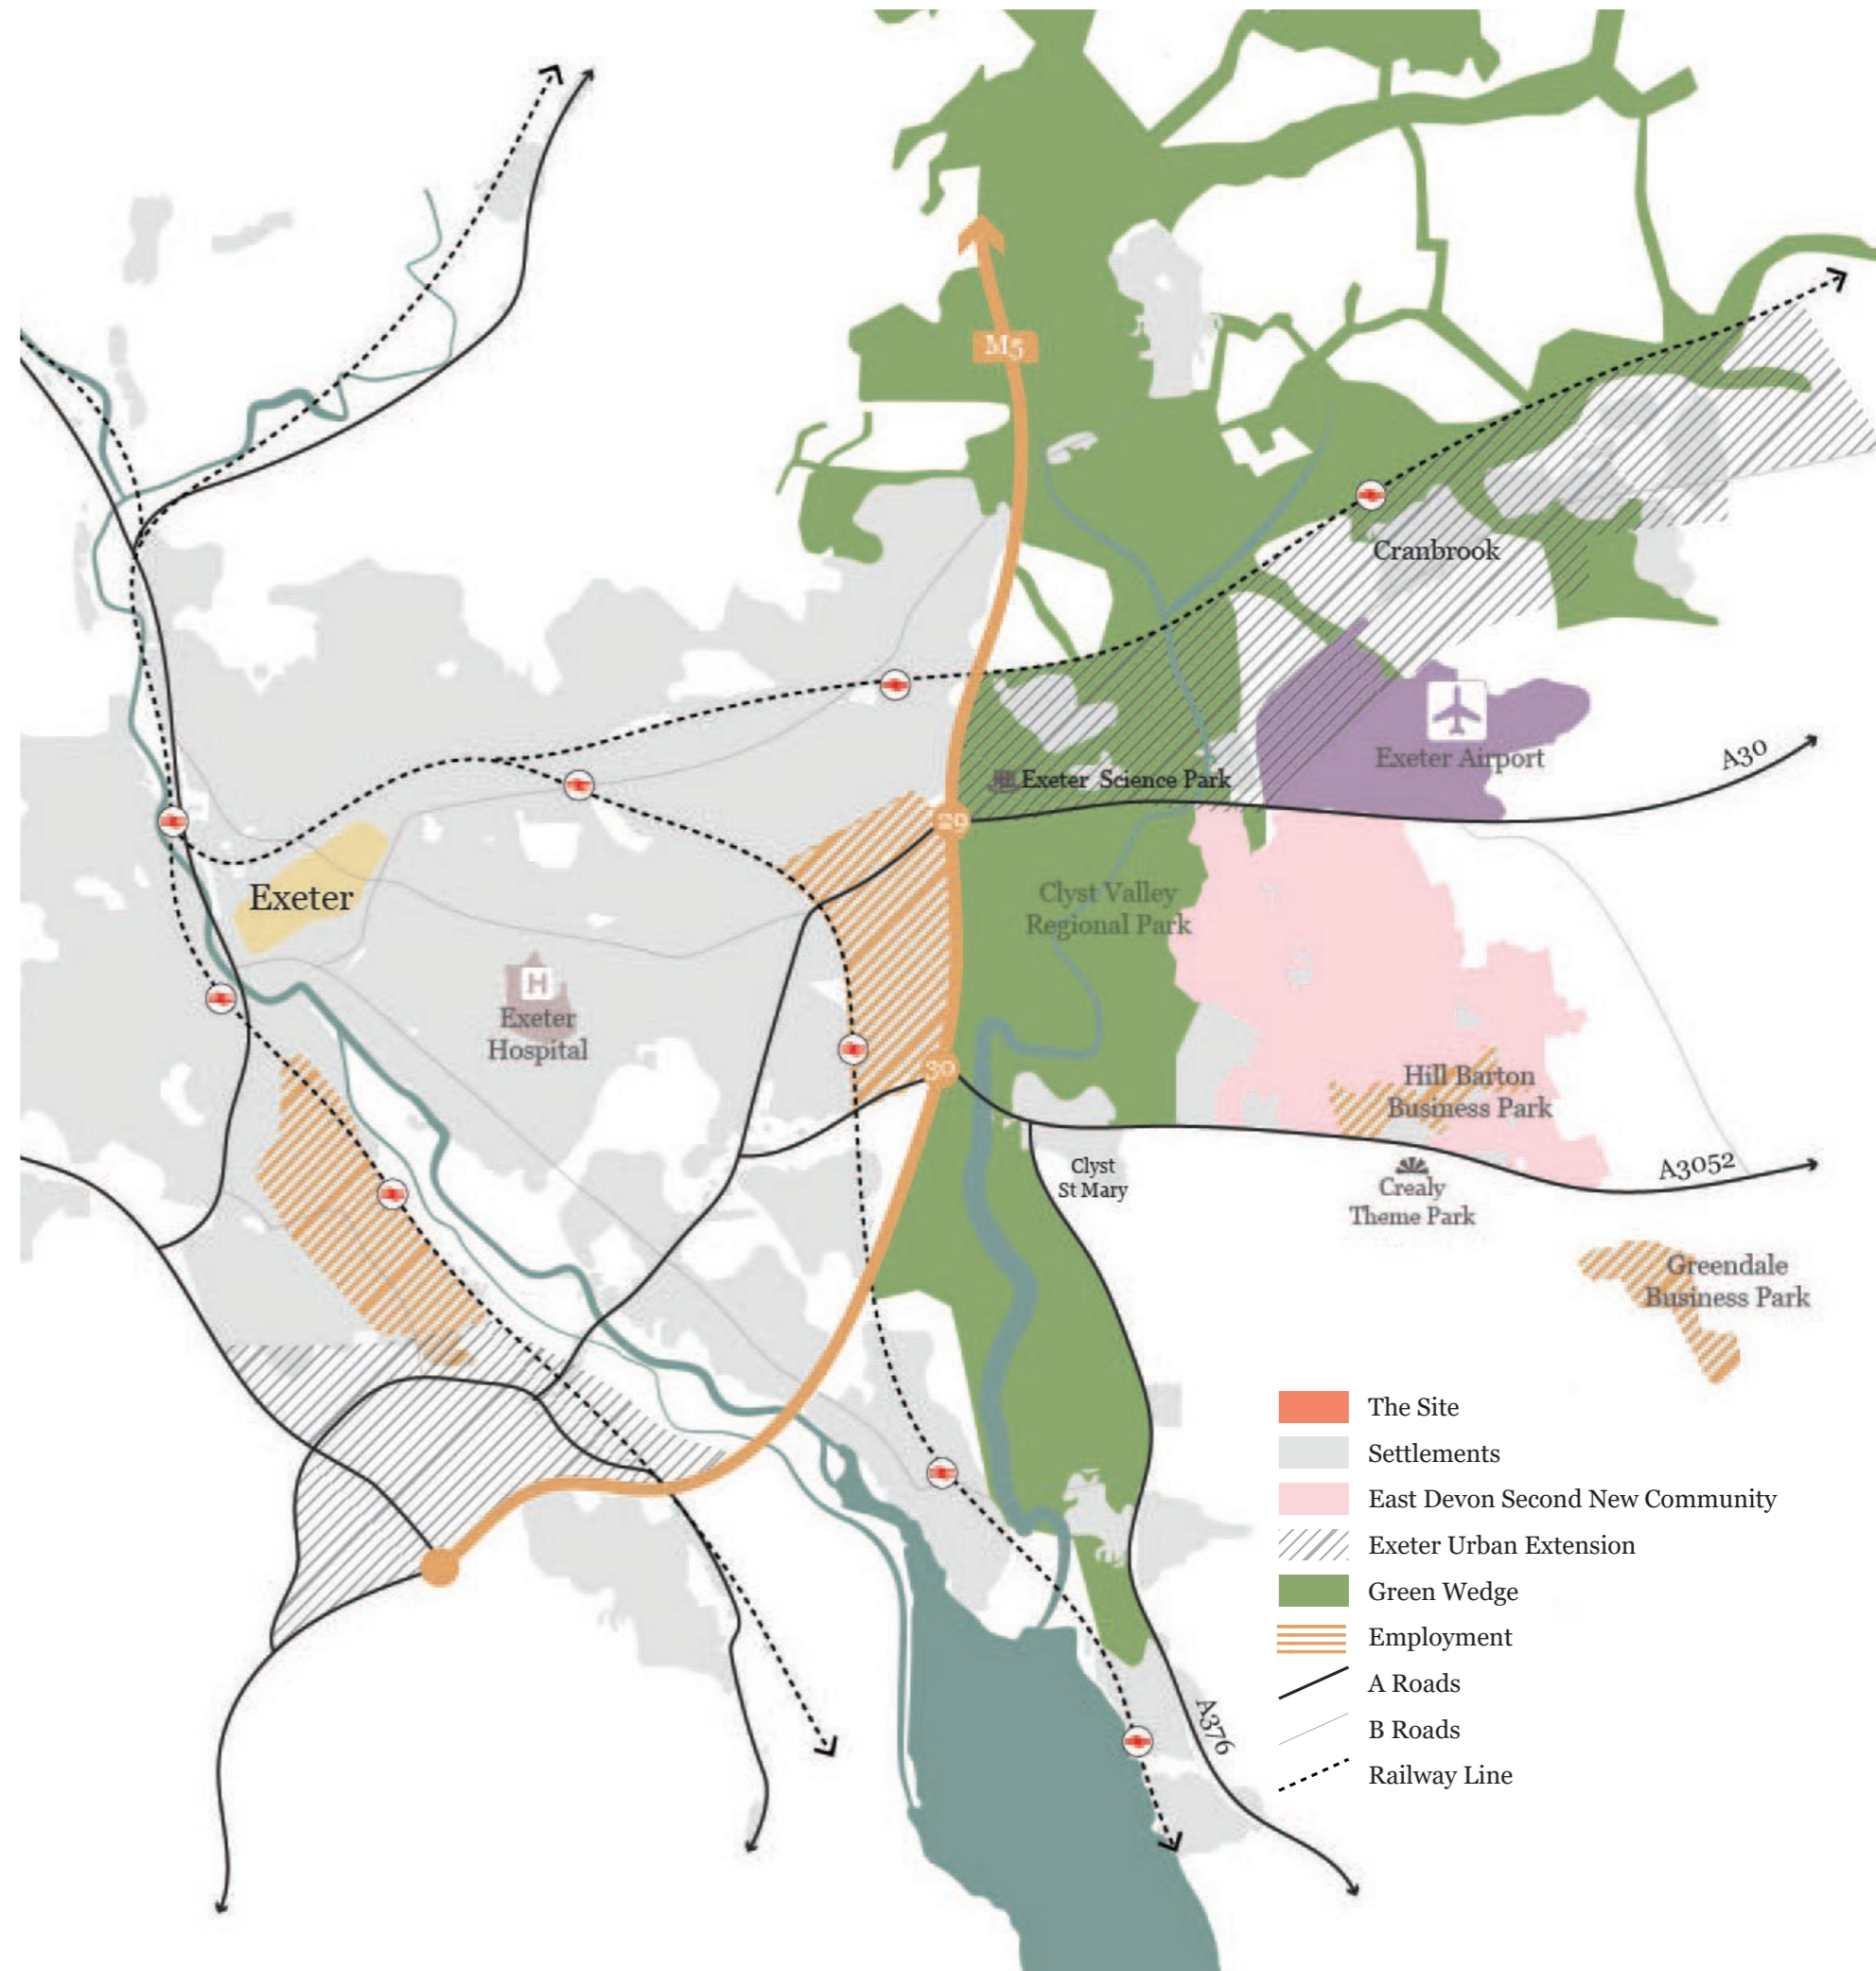 M5
Cranbrook
Exeter Airport
A30
Exeter Science Park
29
Clyst Valley
Regional Park
Exeter
H
Exeter
Hospital
30
Hill Barton
Business Park
Clyst
St Mary
A3052
Crealy
Theme Park
Greendale
Business Park
The Site
Settlements
East Devon Second New Community
Exeter Urban Extension
Green Wedge
Employment
A Roads
B Roads
Railway Line
A376